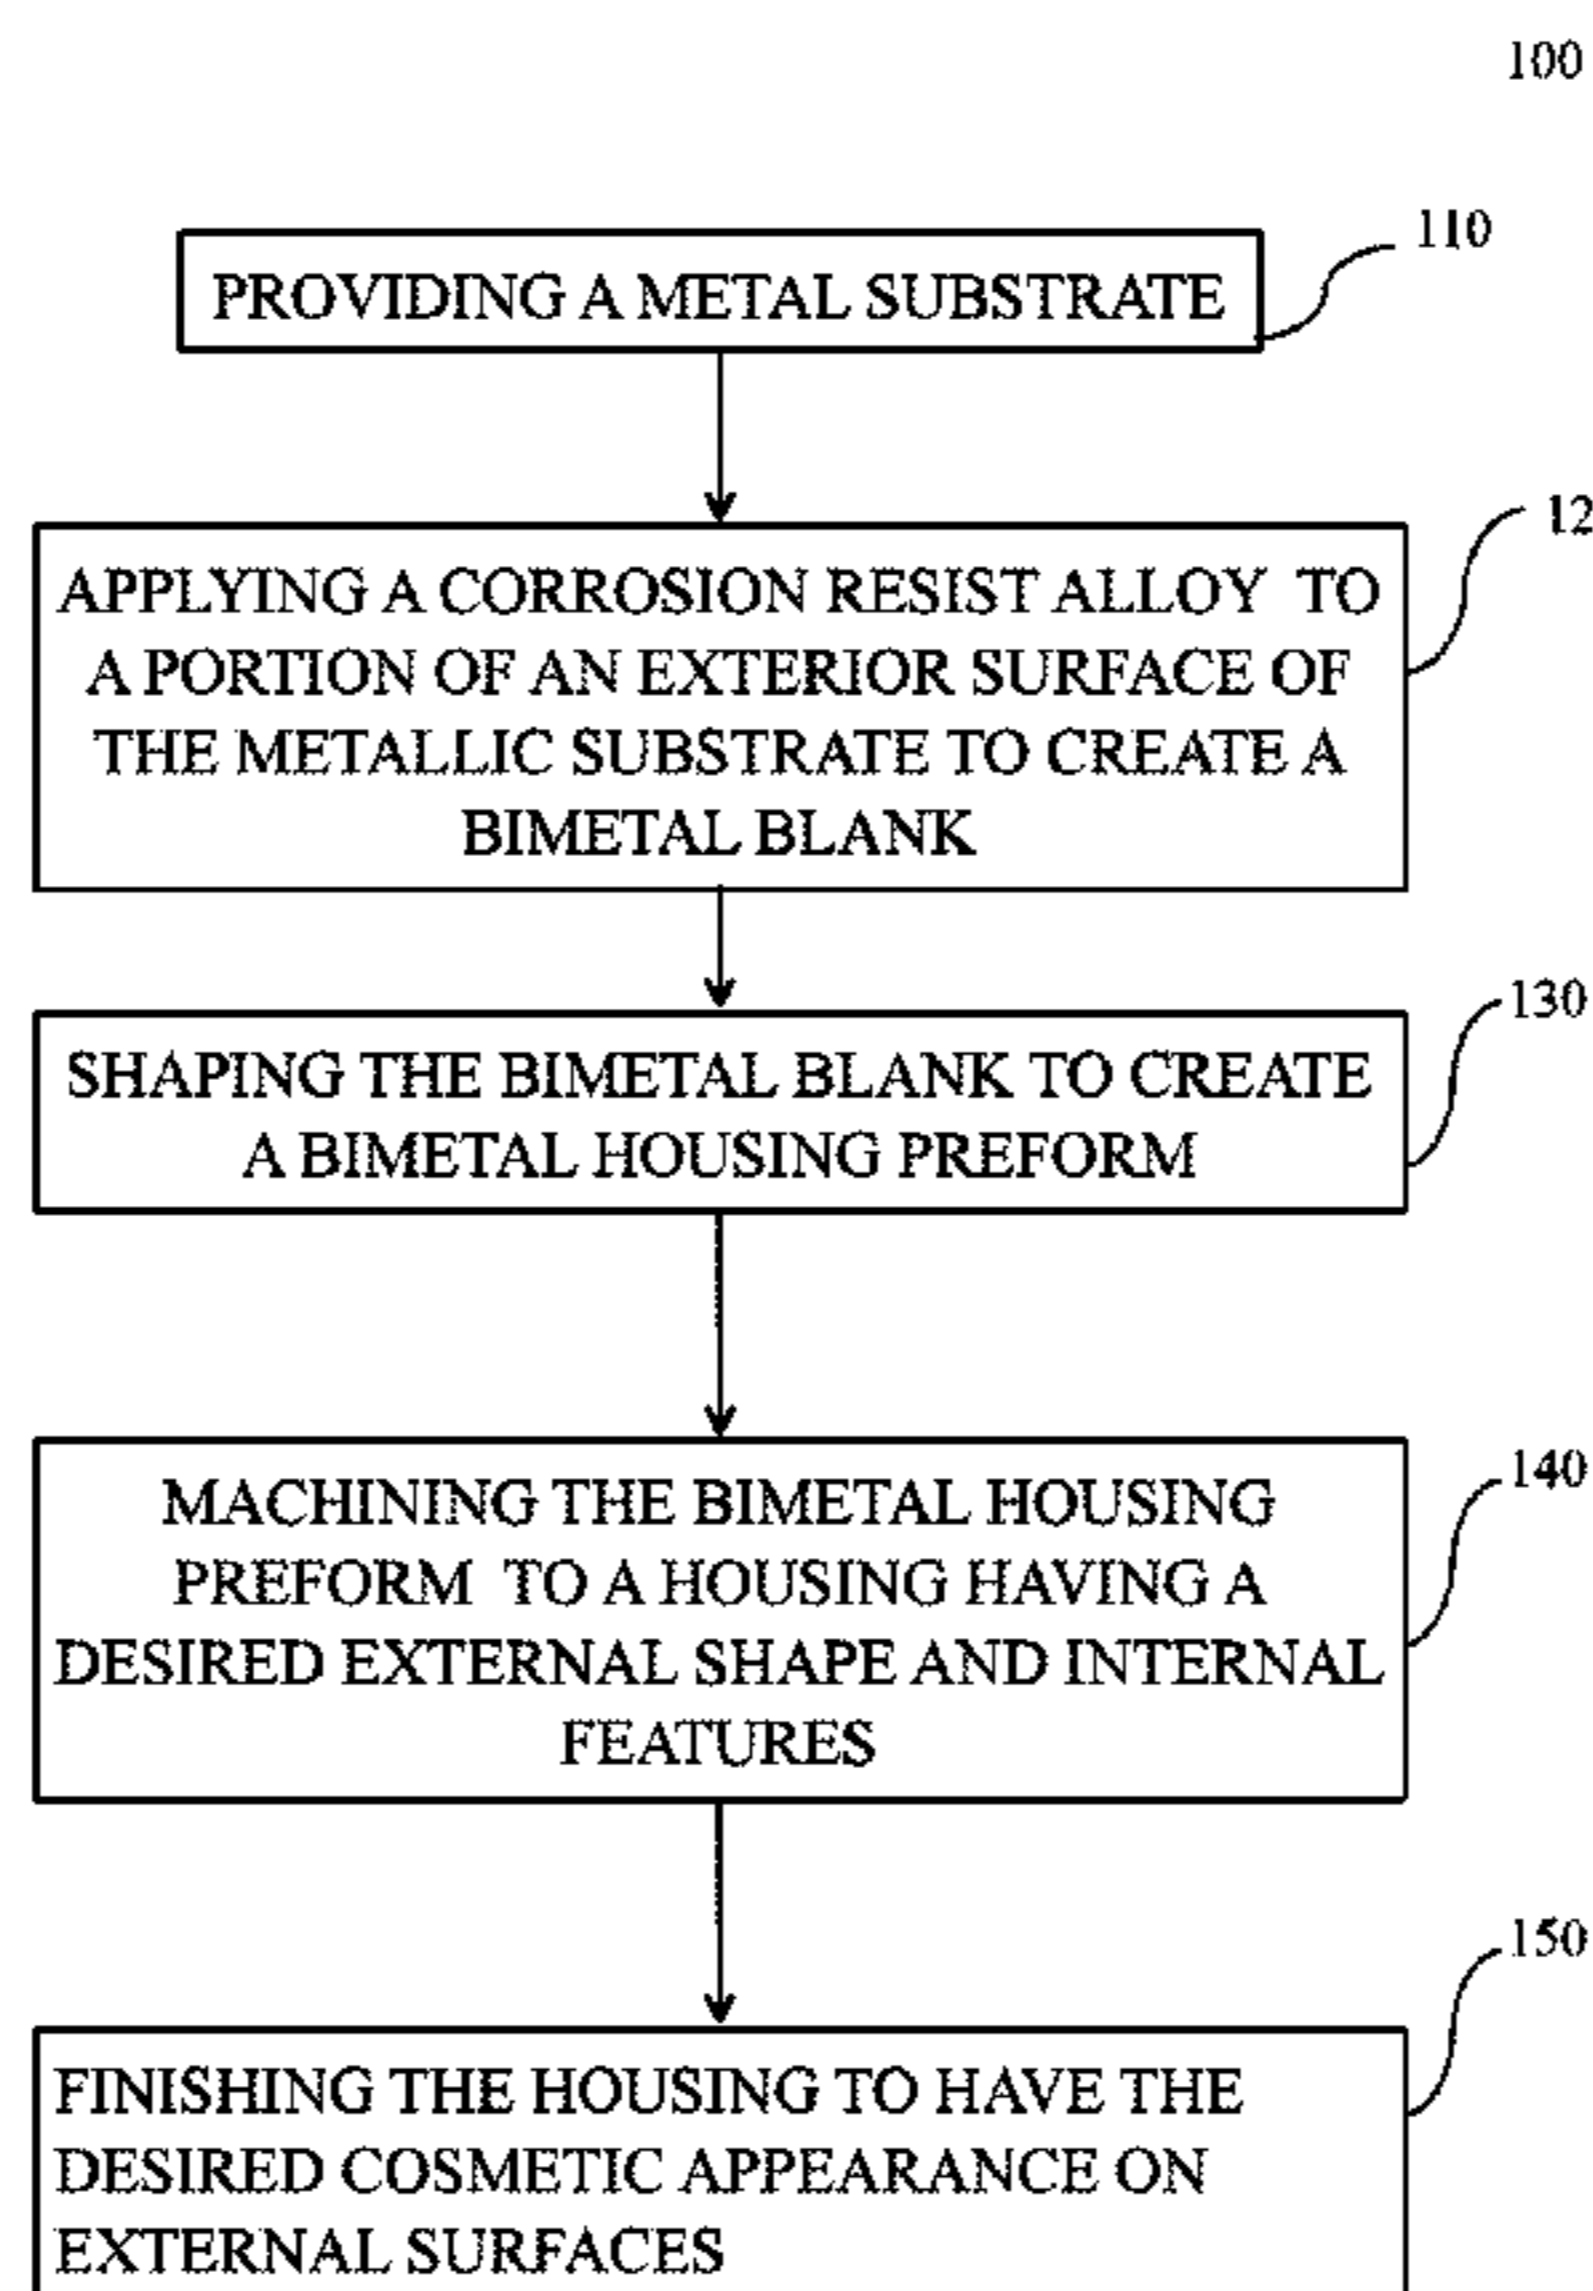 100
PROVIDING A METAL SUBSTRATE
110
12
APPLYING A CORROSION RESIST ALLOY TO
A PORTION OF AN EXTERIOR SURFACE OF
THE METALLIC SUBSTRATE TO CREATE A
BIMETAL BLANK
130
SHAPING THE BIMETAL BLANK TO CREATE
A BIMETAL HOUSING PREFORM
140
MACHINING THE BIMETAL HOUSING
PREFORM TO A HOUSING HAVING A
DESIRED EXTERNAL SHAPE AND INTERNAL
FEATURES
150
FINISHING THE HOUSING TO HAVE THE
DESIRED COSMETIC APPEARANCE ON
EXTERNAL SURFACES